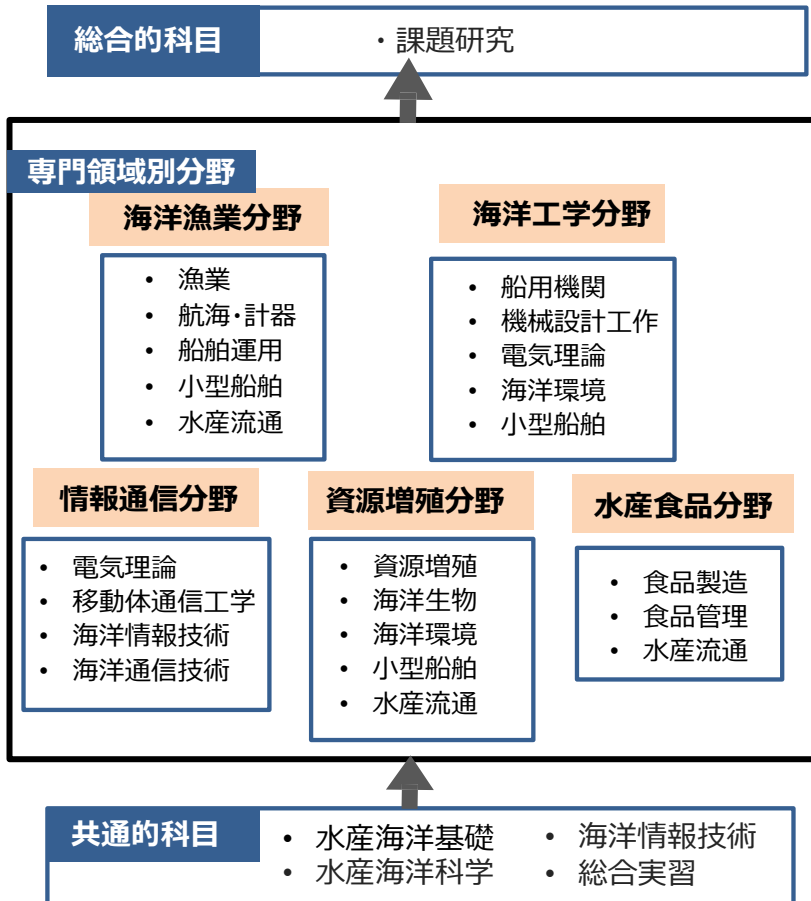 総合的科目
・課題研究
専門領域別分野
海洋漁業分野
• 漁業
• 航海・計器
• 船舶運用
• 小型船舶
• 水産流通
海洋工学分野
• 船用機関
• 機械設計工作
• 電気理論
• 海洋環境
• 小型船舶
情報通信分野
• 電気理論
• 移動体通信工学
• 海洋情報技術
• 海洋通信技術
資源増殖分野
• 資源増殖
• 海洋生物
• 海洋環境
• 小型船舶
• 水産流通
水産食品分野
• 食品製造
• 食品管理
• 水産流通
共通的科目
• 水産海洋基礎
• 水産海洋科学
• 海洋情報技術
• 総合実習